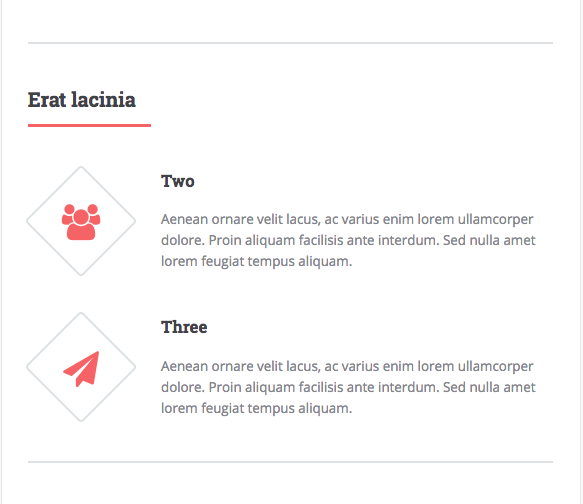 Erat lacinia
Two
Aenean ornare velit lacus, ac varius enim lorem ullamcorper
dolore. Proin aliquam facilisis ante interdum. Sed nulla amet
lorem feugiat tempus aliquam.
Three
Aenean ornare velit lacus, ac varius enim lorem ullamcorper
dolore. Proin aliquam facilisis ante interdum. Sed nulla amet
lorem feugiat tempus aliquam.